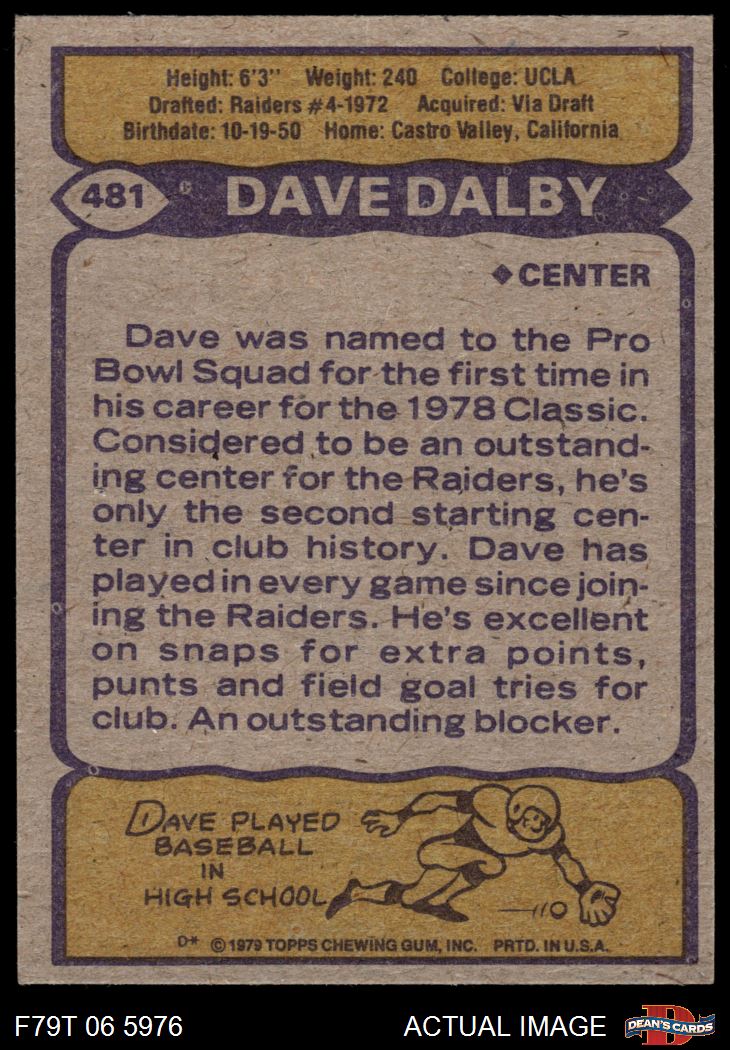 Height: 6'3" Weight: 240 College: UCLA
Drafted: Raiders #4-1972 Acquired: Via Draft
Birthdate: 10-19-50 Home: Castro Valley, California
481 DAVE DALBY
◆CENTER
Dave was named to the Pro
Bowl Squad for the first time in
his career for the 1978 Classic.
Considered to be an outstand-
ing center for the Raiders, he's
only the second starting cen-
ter in club history. Dave has
played in every game since join-
ing the Raiders. He's excellent
on snaps for extra points,
punts and field goal tries for
club. An outstanding blocker.
DAVE PLAYED
BASEBALL
IN
HIGH SCHOOL
D* © 1979 TOPPS CHEWING GUM, INC. PRTD. IN U.S.A.
F79T 06 5976 ACTUAL IMAGE D DEAN'S CARDS